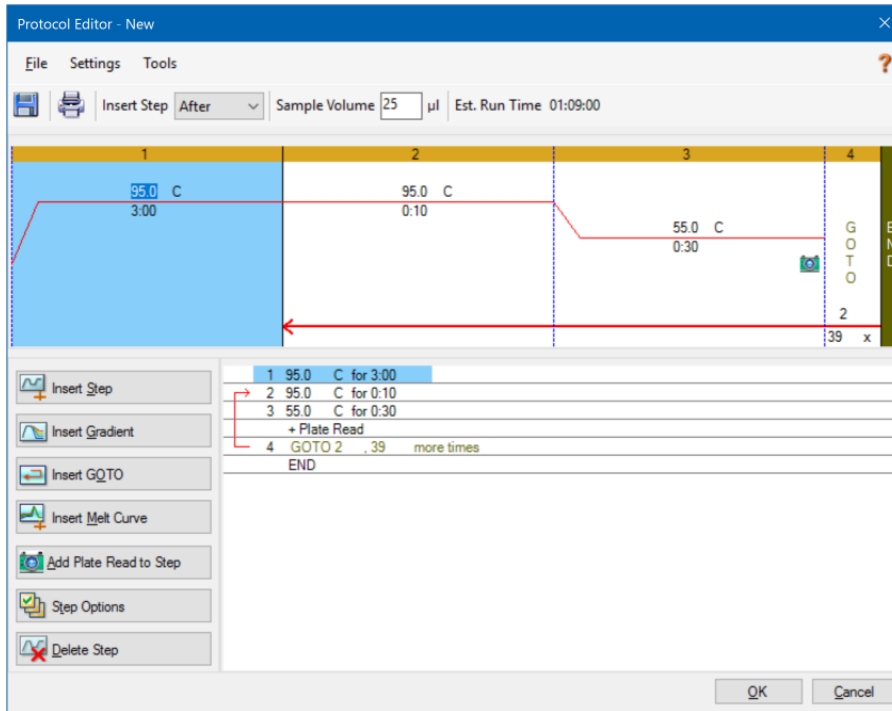 Protocol Editor - New
File Settings Tools ?
Insert Step After Sample Volume 25 µl Est. Run Time 01:09:00
1 2 3 4
95.0 C 95.0 C
3:00 0:10
55.0 C
0:30
GOTO
END
2
39 x
Insert Step
Insert Gradient
Insert GOTO
Insert Melt Curve
Add Plate Read to Step
Step Options
Delete Step
1 95.0 C for 3:00
2 95.0 C for 0:10
3 55.0 C for 0:30
+ Plate Read
4 GOTO 2 , 39 more times
END
OK Cancel